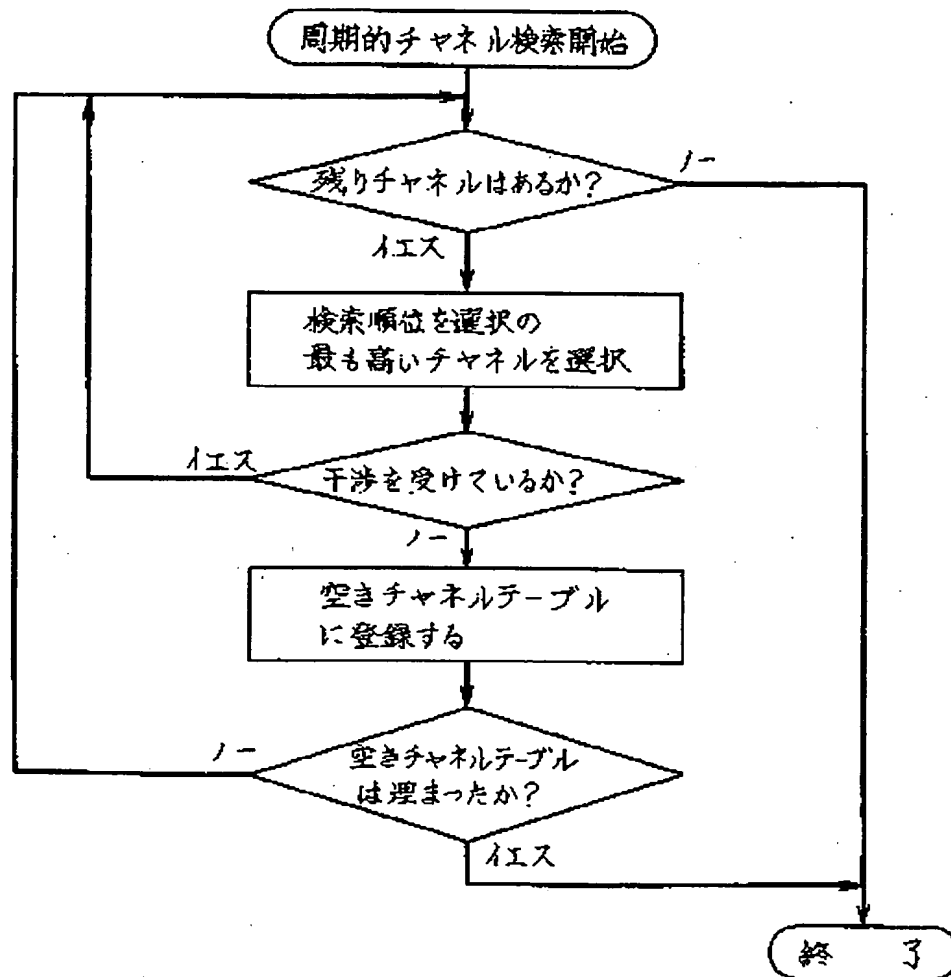 周期的チャネル検索開始
残りチャネルはあるか?
ノー
イエス
検索順位を選択の
最も高いチャネルを選択
イエス
干渉を受けているか?
ノー
空きチャネルテーブル
に登録する
ノー
空きチャネルテーブル
は埋まったか?
イエス
終 了